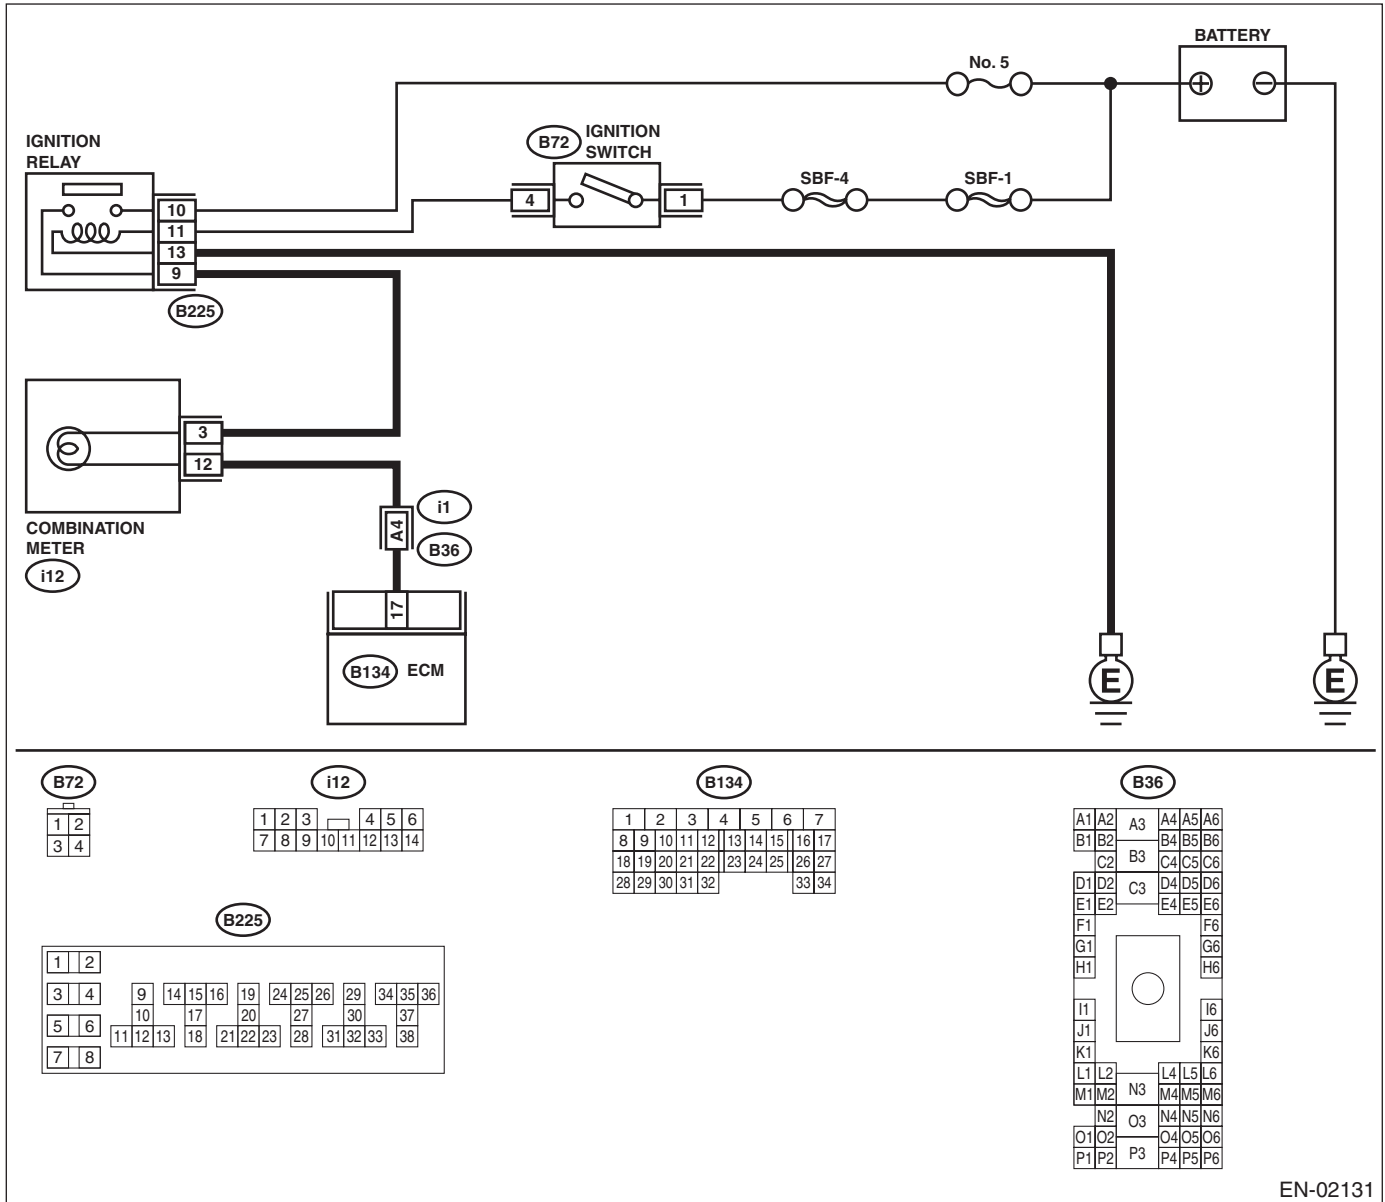 BATTERY
No. 5
IGNITION
RELAY
B72
IGNITION
SWITCH
SBF-4
SBF-1
4
1
10
11
13
9
B225
3
12
COMBINATION
METER
i12
i1
A4
B36
17
B134 ECM
E
E
B72
1 2
3 4
i12
1 2 3 4 5 6
7 8 9 10 11 12 13 14
B134
1 2 3 4 5 6 7
8 9 10 11 12 13 14 15 16 17
18 19 20 21 22 23 24 25 26 27
28 29 30 31 32 33 34
B36
A1 A2 A3 A4 A5 A6
B1 B2 B3 B4 B5 B6
C2 C3 C4 C5 C6
D1 D2 D4 D5 D6
E1 E2 E4 E5 E6
F1 F6
G1 G6
H1 H6
I1 I6
J1 J6
K1 K6
L1 L2 L4 L5 L6
M1 M2 N3 M4 M5 M6
N2 O3 N4 N5 N6
O1 O2 O4 O5 O6
P1 P2 P3 P4 P5 P6
B225
1 2
3 4 9 14 15 16 19 24 25 26 29 34 35 36
10 17 20 27 30 37
5 6 11 12 13 18 21 22 23 28 31 32 33 38
7 8
EN-02131